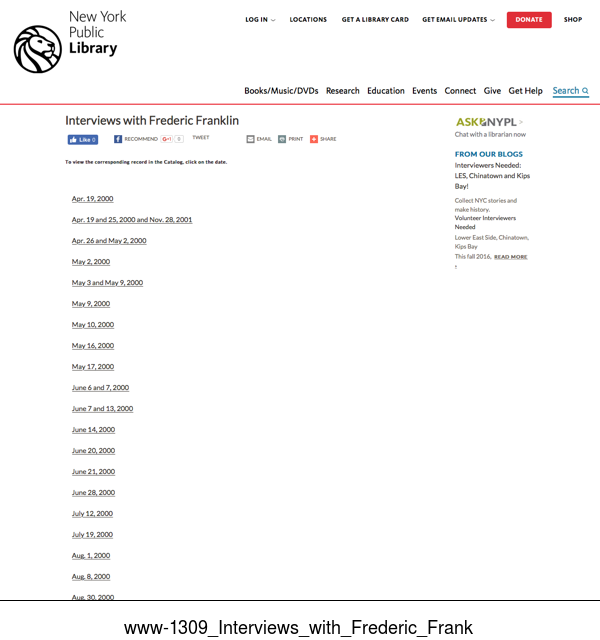 New York
Public
Library
LOG IN
LOCATIONS
GET A LIBRARY CARD
GET EMAIL UPDATES
DONATE
SHOP
Books/Music/DVDs Research Education Events Connect Give Get Help Search
Interviews with Frederic Franklin
Like 0
RECOMMEND
G+1 0
TWEET
EMAIL
PRINT
SHARE
To view the corresponding record in the Catalog, click on the date.
Apr. 19, 2000
Apr. 19 and 25, 2000 and Nov. 28, 2001
Apr. 26 and May 2, 2000
May 2, 2000
May 3 and May 9, 2000
May 9, 2000
May 10, 2000
May 16, 2000
May 17, 2000
June 6 and 7, 2000
June 7 and 13, 2000
June 14, 2000
June 20, 2000
June 21, 2000
June 28, 2000
July 12, 2000
July 19, 2000
Aug. 1, 2000
Aug. 8, 2000
Aug. 30, 2000
ASK NYPL >
Chat with a librarian now
FROM OUR BLOGS
Interviewers Needed:
LES, Chinatown and Kips
Bay!
Collect NYC stories and
make history.
Volunteer Interviewers
Needed
Lower East Side, Chinatown,
Kips Bay
This fall 2016, READ MORE
www-1309_Interviews_with_Frederic_Frank